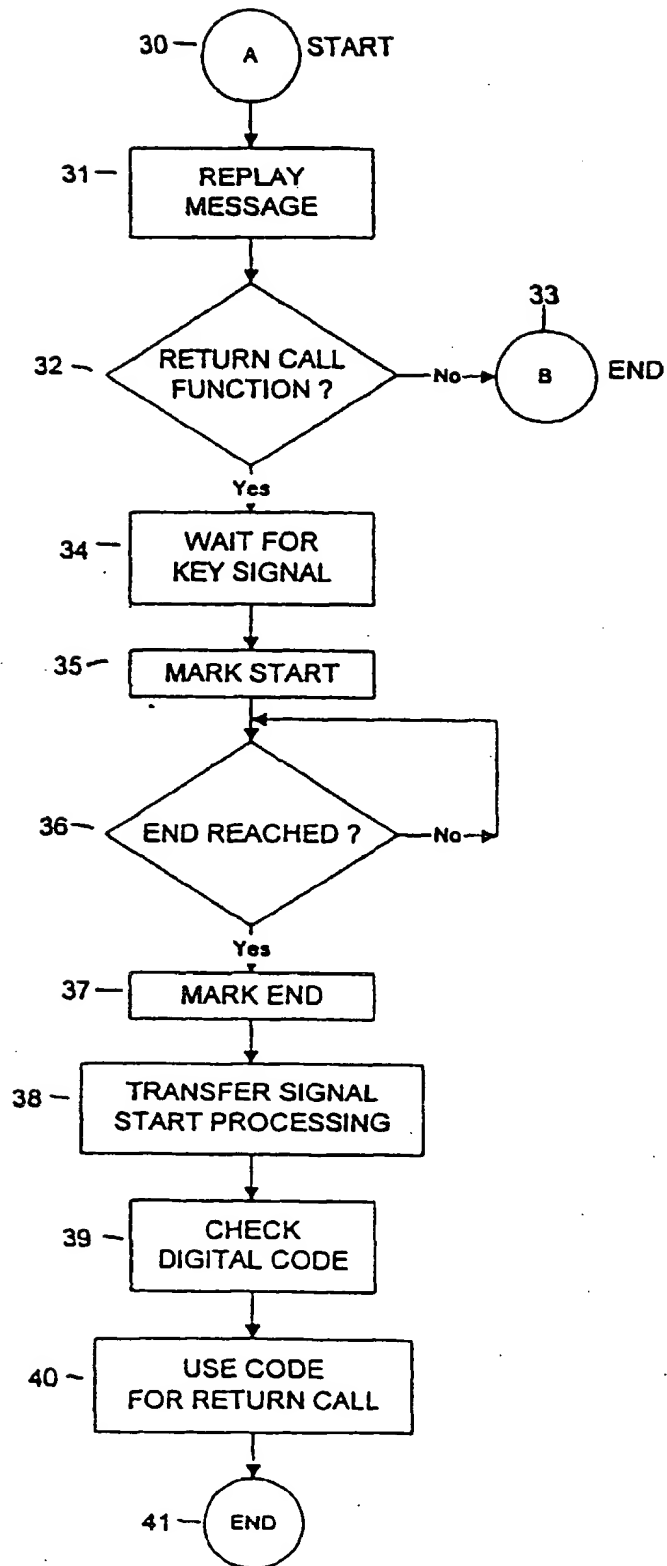 30
A
START
31
REPLAY
MESSAGE
33
32
RETURN CALL
FUNCTION ?
No
B
END
Yes
34
WAIT FOR
KEY SIGNAL
35
MARK START
36
END REACHED ?
No
Yes
37
MARK END
38
TRANSFER SIGNAL
START PROCESSING
39
CHECK
DIGITAL CODE
40
USE CODE
FOR RETURN CALL
41
END